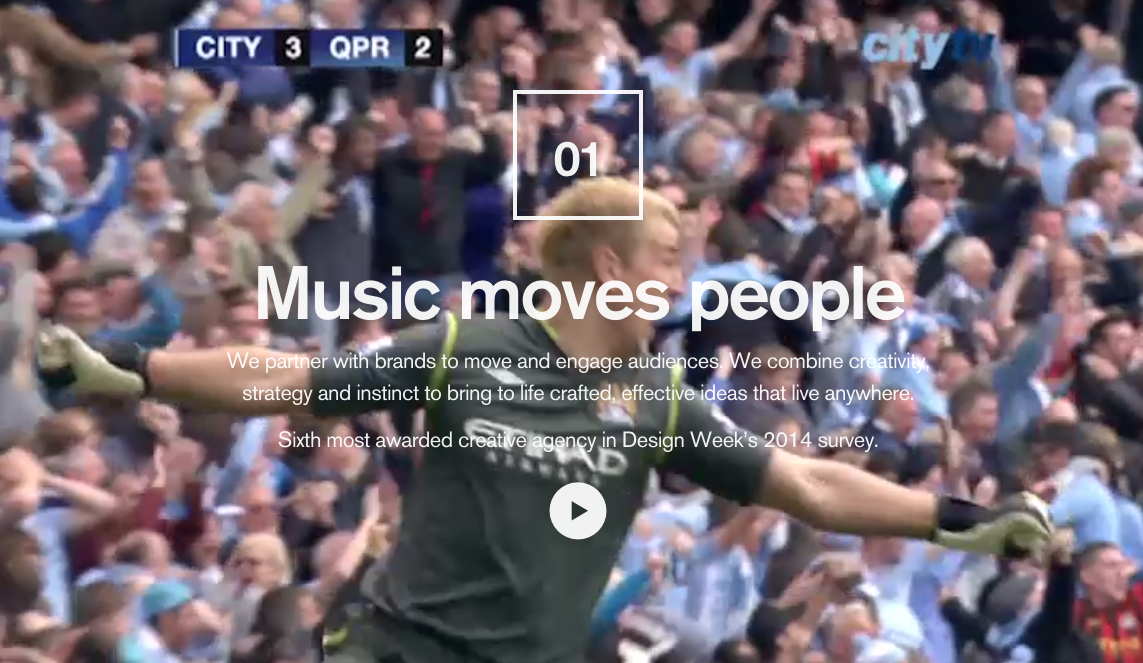 CITY 3 QPR 2
citytv
01
Music moves people
We partner with brands to move and engage audiences. We combine creativity,
strategy and instinct to bring to life crafted, effective ideas that live anywhere.
Sixth most awarded creative agency in Design Week's 2014 survey.
ETIHAD
AIRWAYS